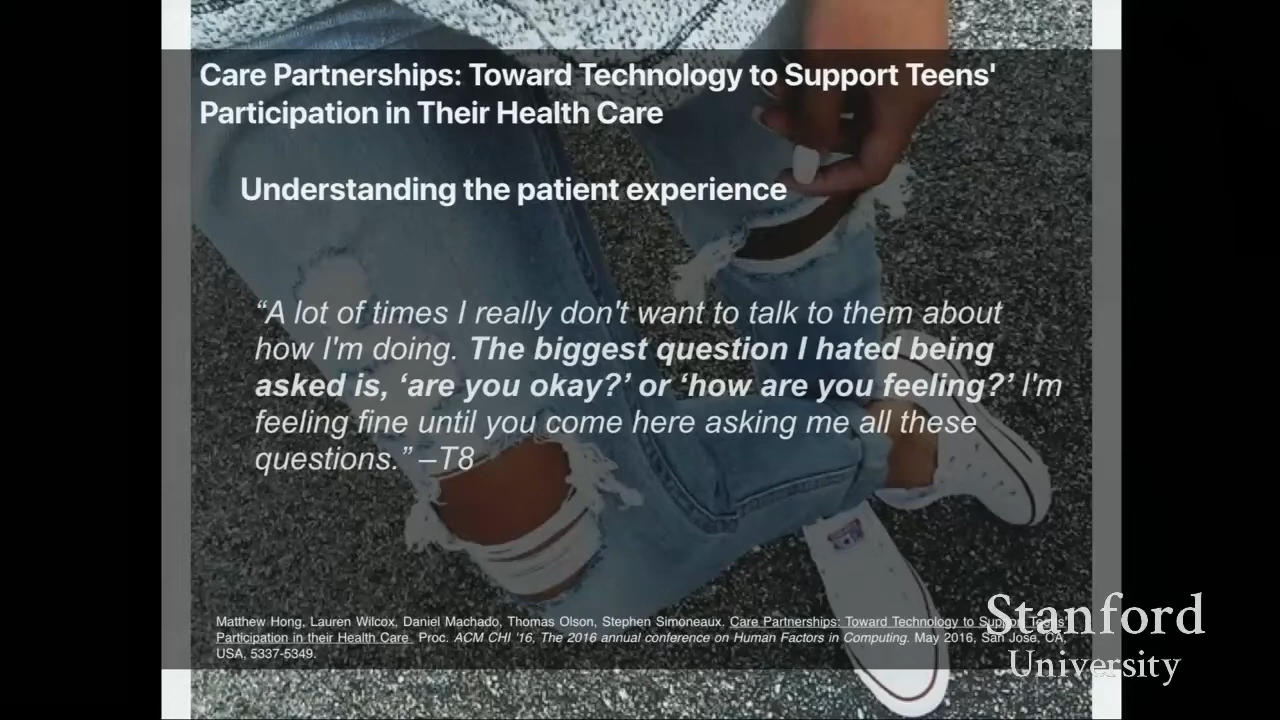 Care Partnerships: Toward Technology to Support Teens'
Participation in Their Health Care
Understanding the patient experience
“A lot of times I really don't want to talk to them about
how I'm doing. The biggest question I hated being
asked is, ‘are you okay?’ or ‘how are you feeling?’ I'm
feeling fine until you come here asking me all these
questions.” –T8
Matthew Hong, Lauren Wilcox, Daniel Machado, Thomas Olson, Stephen Simoneaux. Care Partnerships: Toward Technology to Support Teens'
Participation in their Health Care  Proc. ACM CHI '16, The 2016 annual conference on Human Factors in Computing. May 2016, San Jose, CA,
USA, 5337-5349.
Stanford
University